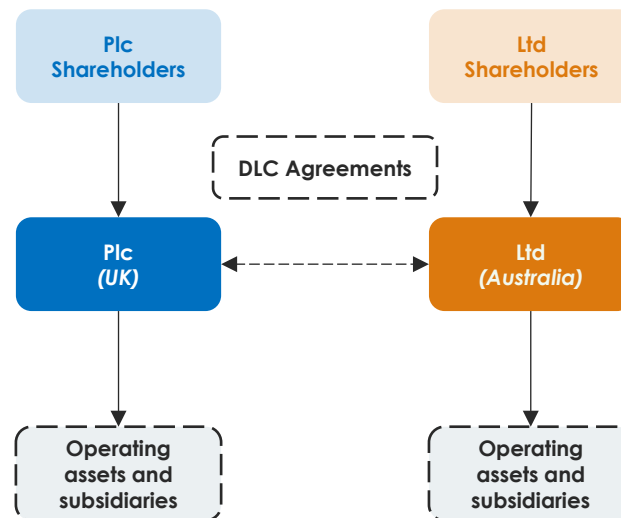 Plc
Shareholders
Ltd
Shareholders
DLC Agreements
Plc
(UK)
Ltd
(Australia)
Operating
assets and
subsidiaries
Operating
assets and
subsidiaries